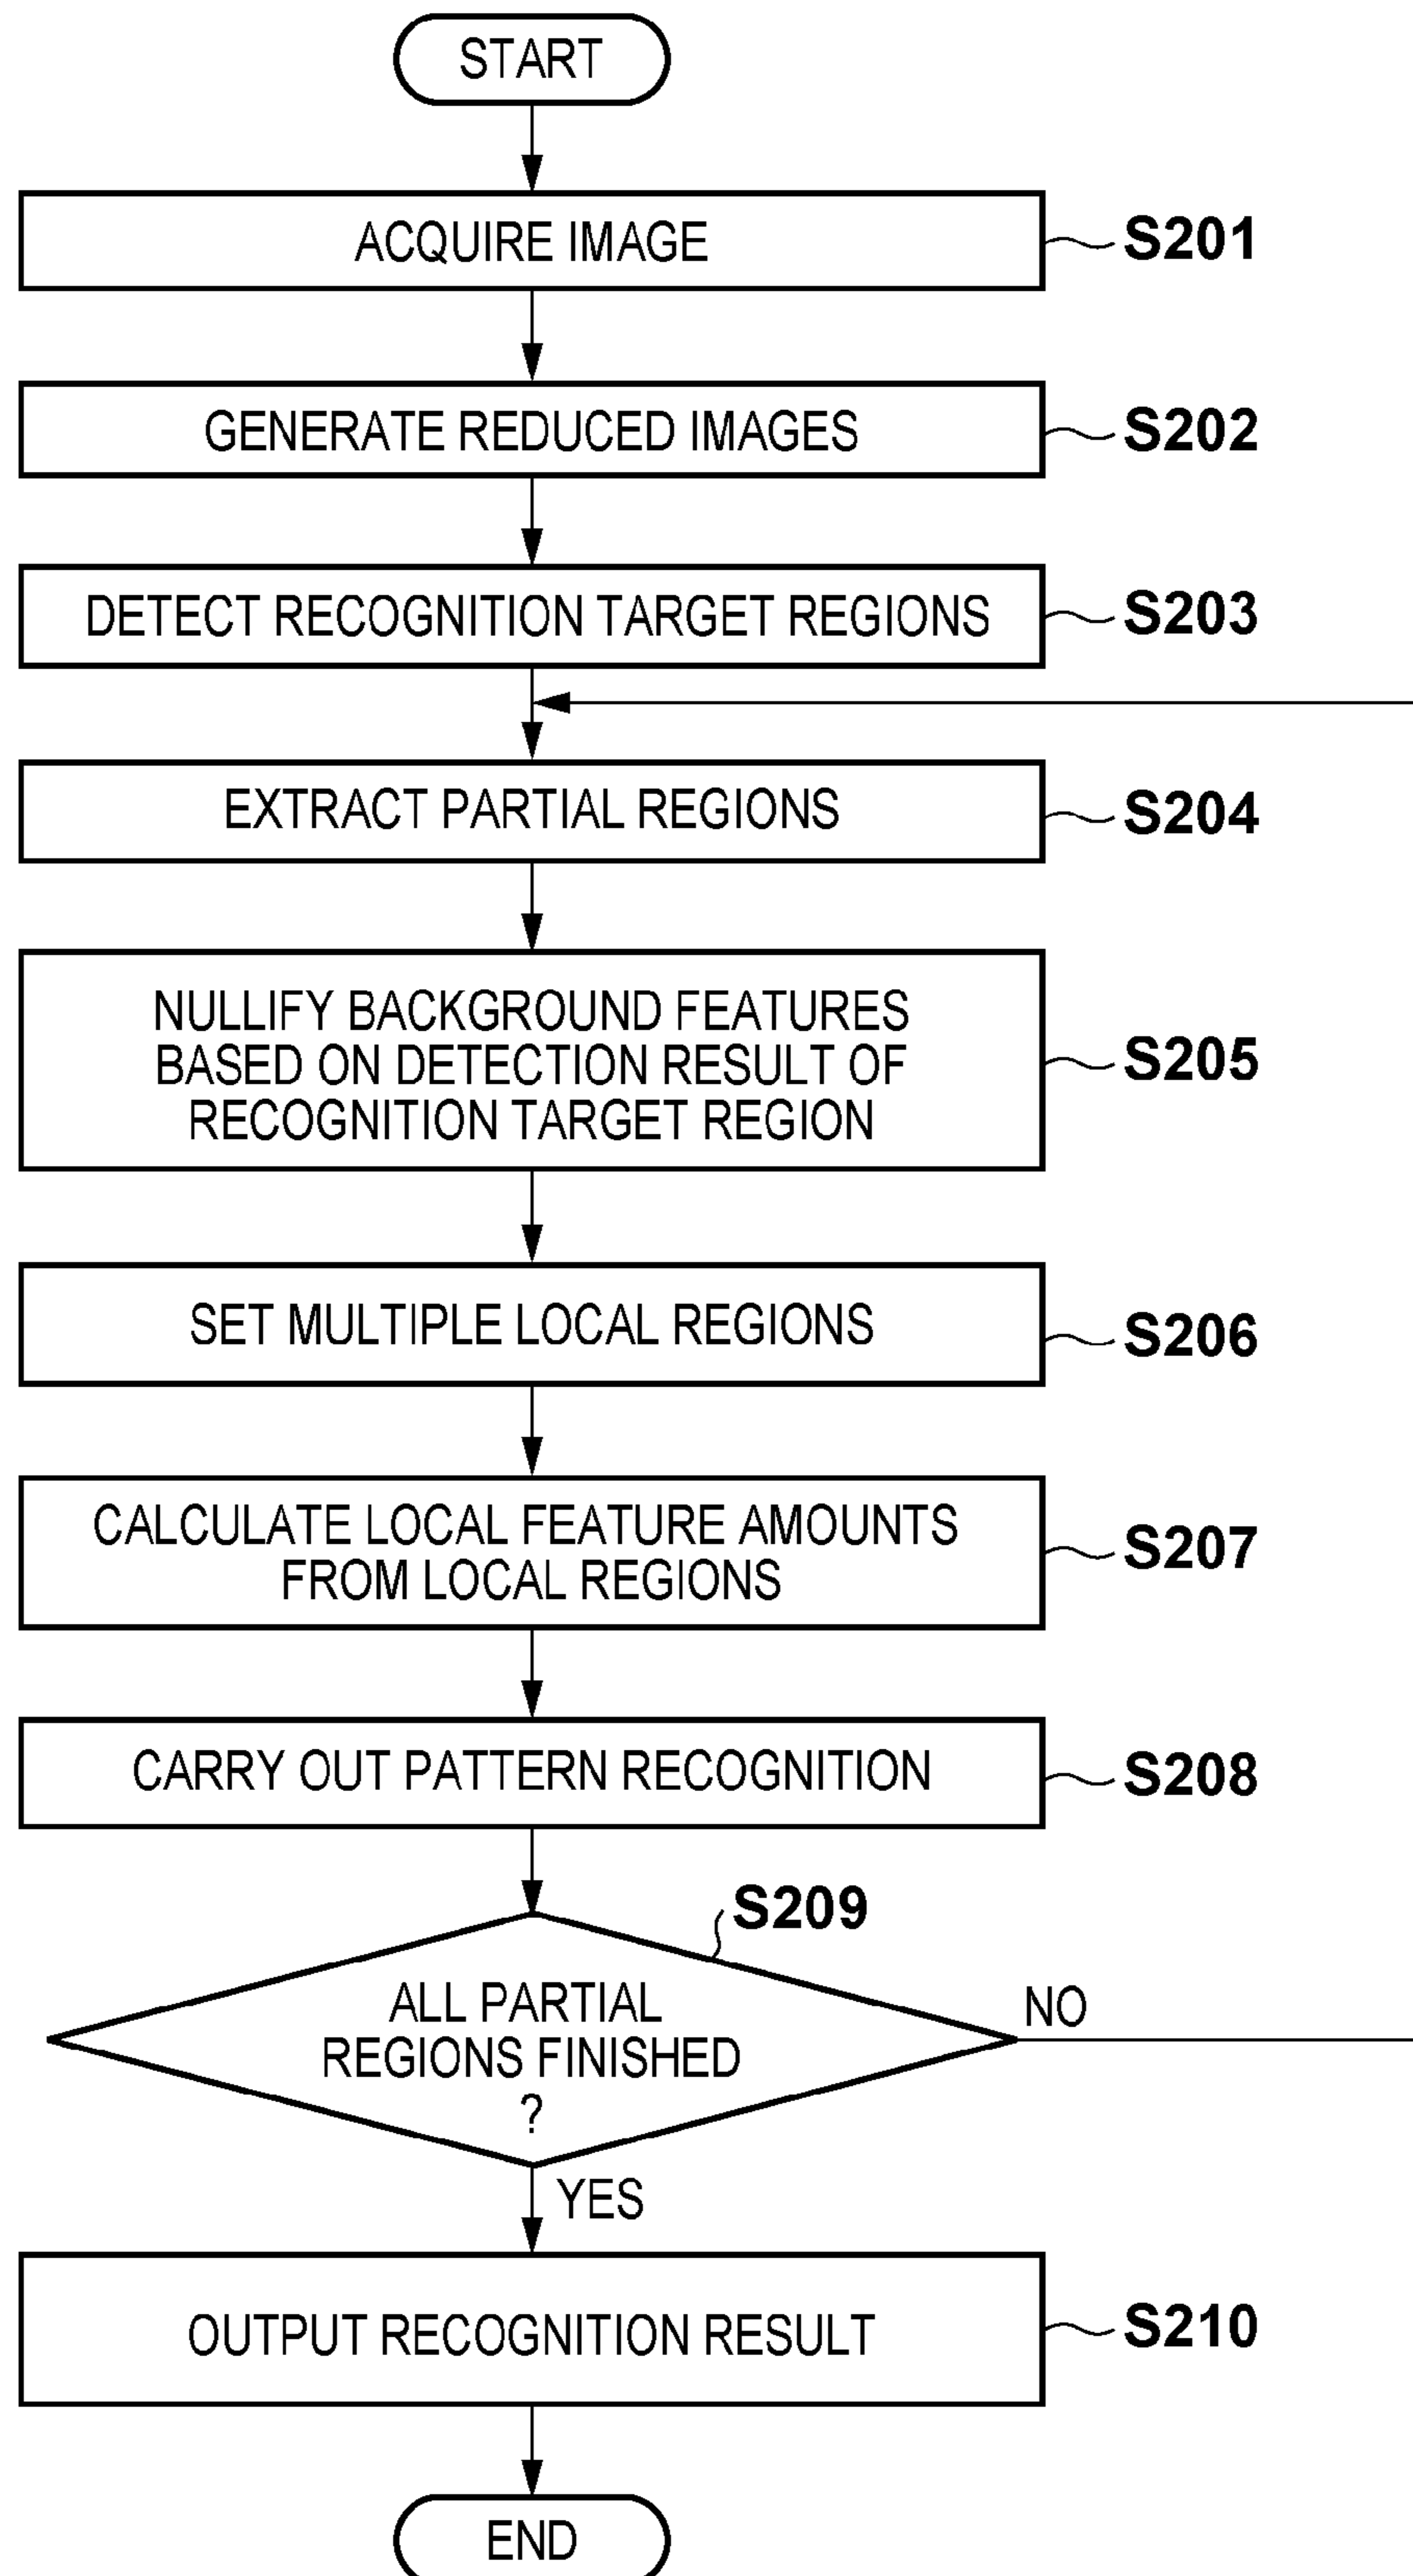 START
ACQUIRE IMAGE
S201
GENERATE REDUCED IMAGES
S202
DETECT RECOGNITION TARGET REGIONS
S203
EXTRACT PARTIAL REGIONS
S204
NULLIFY BACKGROUND FEATURES
BASED ON DETECTION RESULT OF
RECOGNITION TARGET REGION
S205
SET MULTIPLE LOCAL REGIONS
S206
CALCULATE LOCAL FEATURE AMOUNTS
FROM LOCAL REGIONS
S207
CARRY OUT PATTERN RECOGNITION
S208
S209
ALL PARTIAL
REGIONS FINISHED
?
NO
YES
OUTPUT RECOGNITION RESULT
S210
END